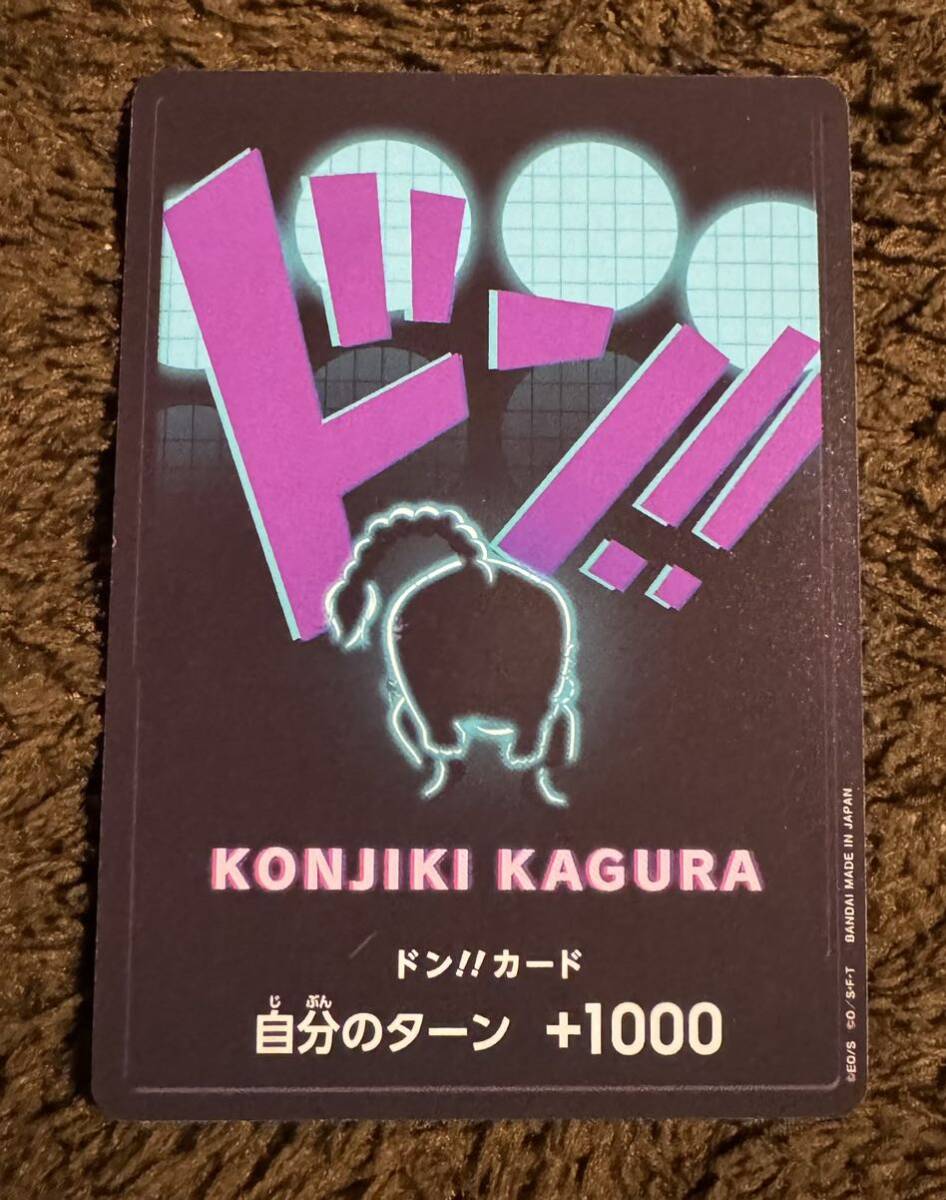 ドン!!
KONJIKI KAGURA
ドン!!カード
自分のターン +1000
じ ぶん
©EO/S ©O/S・F・T BANDAI MADE IN JAPAN